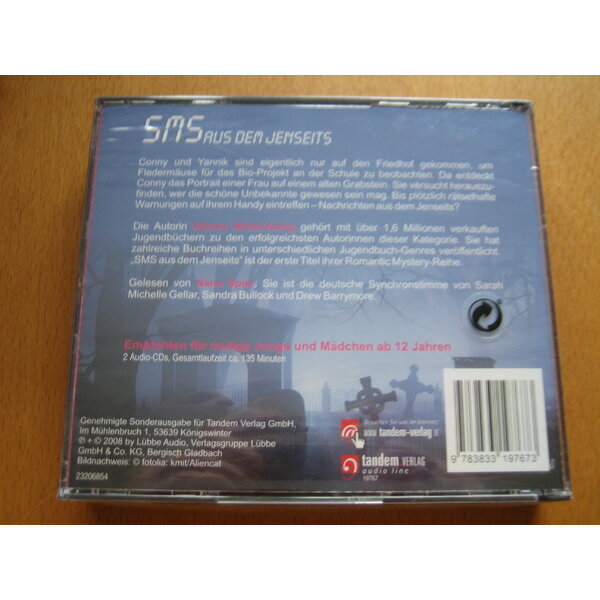 SMS AUS DEM JENSEITS
Conny und Yannik sind eigentlich nur auf den Friedhof gekommen, um
Fledermäuse für das Bio-Projekt an der Schule zu beobachten. Da entdeckt
Conny das Portrait einer Frau auf einem alten Grabstein. Sie versucht herauszu-
finden, wer die schöne Unbekannte gewesen sein mag. Bis plötzlich rätselhafte
Warnungen auf ihrem Handy eintreffen – Nachrichten aus dem Jenseits?
Die Autorin gehört mit über 1,6 Millionen verkauften
Jugendbüchern zu den erfolgreichsten Autorinnen dieser Kategorie. Sie hat
zahlreiche Buchreihen in unterschiedlichen Jugendbuch-Genres veröffentlicht.
„SMS aus dem Jenseits" ist der erste Titel ihrer Romantic Mystery-Reihe.
Gelesen von Nana Spier. Sie ist die deutsche Synchronstimme von Sarah
Michelle Gellar, Sandra Bullock und Drew Barrymore.
Empfohlen für mutige Jungs und Mädchen ab 12 Jahren
2 Audio-CDs, Gesamtlaufzeit ca. 135 Minuten
Genehmigte Sonderausgabe für Tandem Verlag GmbH,
Im Mühlenbruch 1, 53639 Königswinter
℗ + © 2008 by Lübbe Audio, Verlagsgruppe Lübbe
GmbH & Co. KG, Bergisch Gladbach
Bildnachweis: © fotolia: krnit/Aliencat
23206854
Besuchen Sie uns im Internet:
www.tandem-verlag
tandem VERLAG
audio line
19767
9 783833 197673